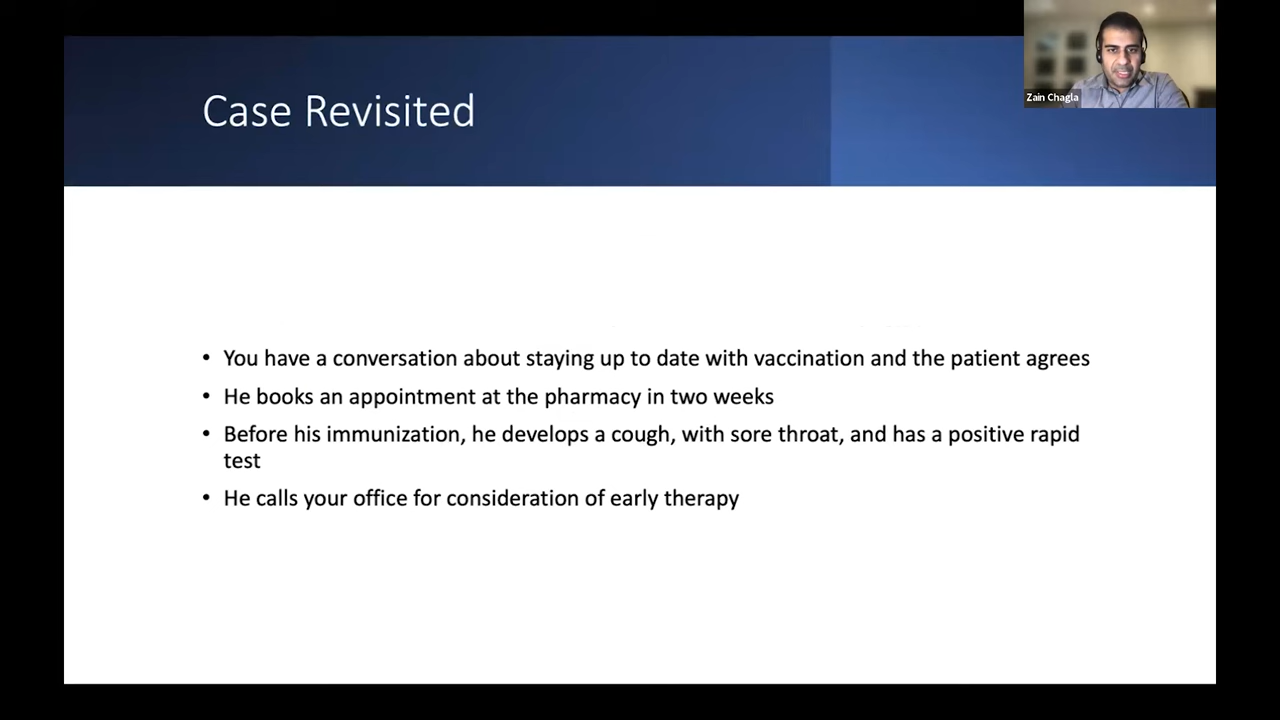 Zain Chagla
Case Revisited
• You have a conversation about staying up to date with vaccination and the patient agrees
• He books an appointment at the pharmacy in two weeks
• Before his immunization, he develops a cough, with sore throat, and has a positive rapid
test
• He calls your office for consideration of early therapy